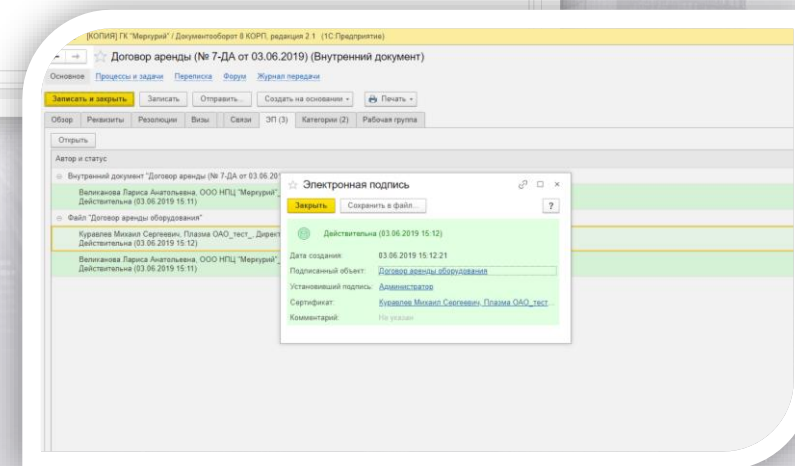 [КОПИЯ] ГК "Меркурий" / Документооборот 8 КОРП, редакция 2.1 (1С:Предприятие)
Договор аренды (№ 7-ДА от 03.06.2019) (Внутренний документ)
Основное Процессы и задачи Переписка Форум Журнал передачи
Записать и закрыть Записать Отправить... Создать на основании Печать
Обзор Реквизиты Резолюции Визы Связи ЭП (3) Категории (2) Рабочая группа
Открыть
Автор и статус
Внутренний документ "Договор аренды (№ 7-ДА от 03.06.20
Великанова Лариса Анатольевна, ООО НПЦ "Меркурий"
Действительна (03.06.2019 15:11)
Файл "Договор аренды оборудования"
Куравлев Михаил Сергеевич, Плазма ОАО_тест_, Директ
Действительна (03.06.2019 15:12)
Великанова Лариса Анатольевна, ООО НПЦ "Меркурий"
Действительна (03.06.2019 15:11)
Электронная подпись
Закрыть Сохранить в файл... ?
Действительна (03.06.2019 15:12)
Дата создания: 03.06.2019 15:12:21
Подписанный объект: Договор аренды оборудования
Установивший подпись: Администратор
Сертификат: Куравлев Михаил Сергеевич, Плазма ОАО_тест...
Комментарий: Не указан